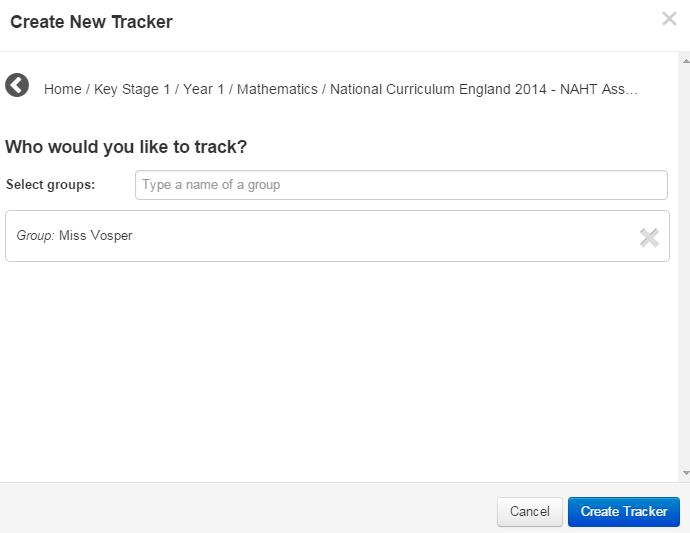 Create New Tracker
Home / Key Stage 1 / Year 1 / Mathematics / National Curriculum England 2014 - NAHT Ass...
Who would you like to track?
Select groups: Type a name of a group
Group: Miss Vosper
Cancel Create Tracker